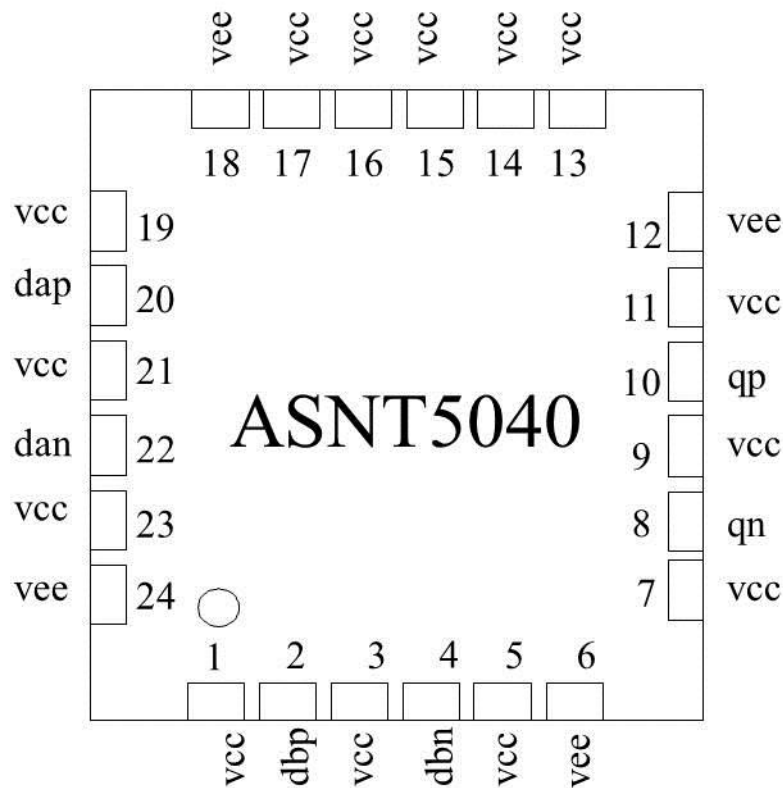 vee vcc vcc vcc vcc vcc
18 17 16 15 14 13
vcc 19 12 vee
dap 20 11 vcc
vcc 21 10 qp
ASNT5040
dan 22 9 vcc
vcc 23 8 qn
vee 24 7 vcc
1 2 3 4 5 6
vcc dbp vcc dbn vcc vee